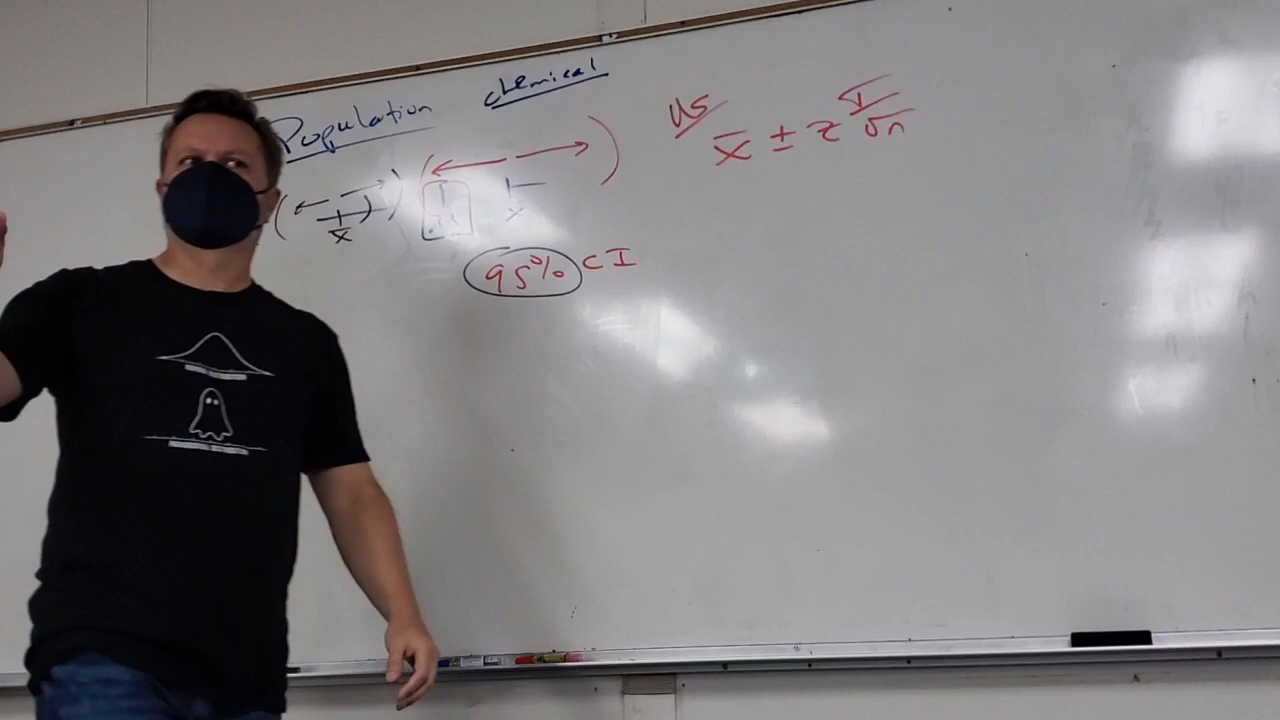 Population chemical
US
x̄ ± z σ/√n
( x̄ ) ( x̄ )
95% CI